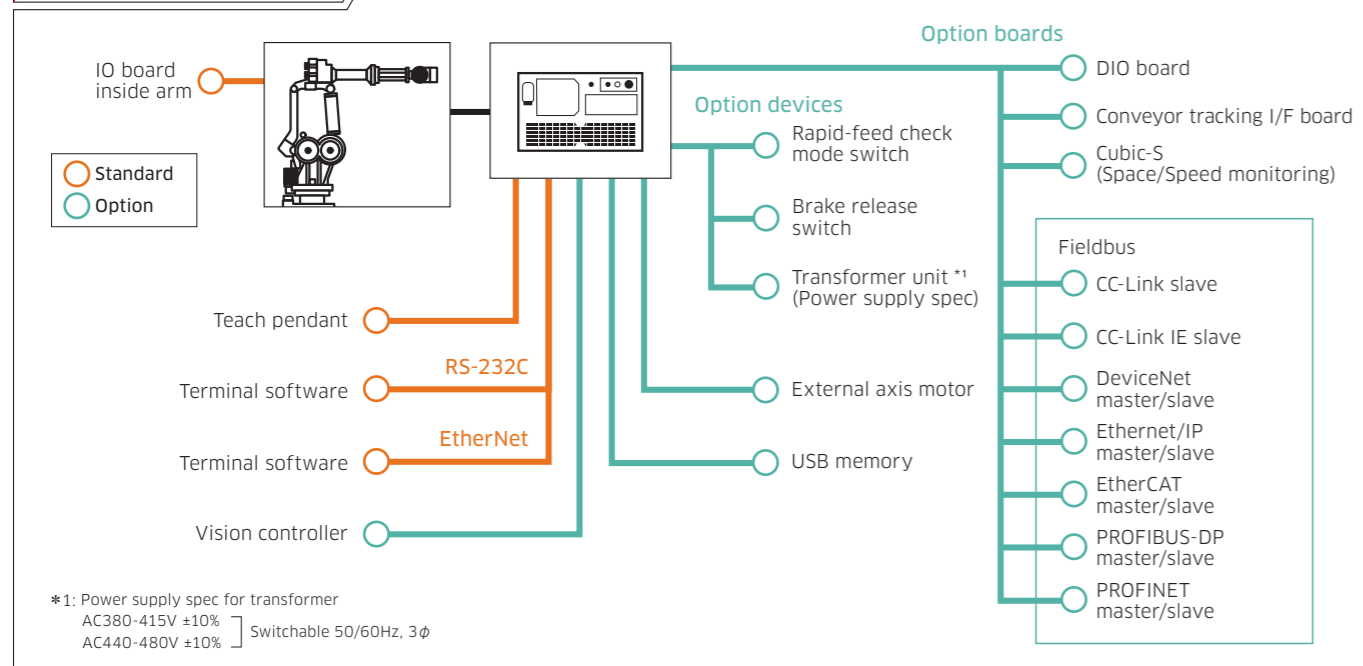 Option boards
IO board
inside arm
DIO board
Option devices
Conveyor tracking I/F board
Rapid-feed check
mode switch
Cubic-S
(Space/Speed monitoring)
Standard
Option
Brake release
switch
Fieldbus
Transformer unit *1
(Power supply spec)
CC-Link slave
Teach pendant
CC-Link IE slave
RS-232C
Terminal software
External axis motor
DeviceNet
master/slave
EtherNet
Ethernet/IP
master/slave
Terminal software
USB memory
EtherCAT
master/slave
Vision controller
PROFIBUS-DP
master/slave
PROFINET
master/slave
*1: Power supply spec for transformer
AC380-415V ±10%
AC440-480V ±10%
Switchable 50/60Hz, 3ϕ